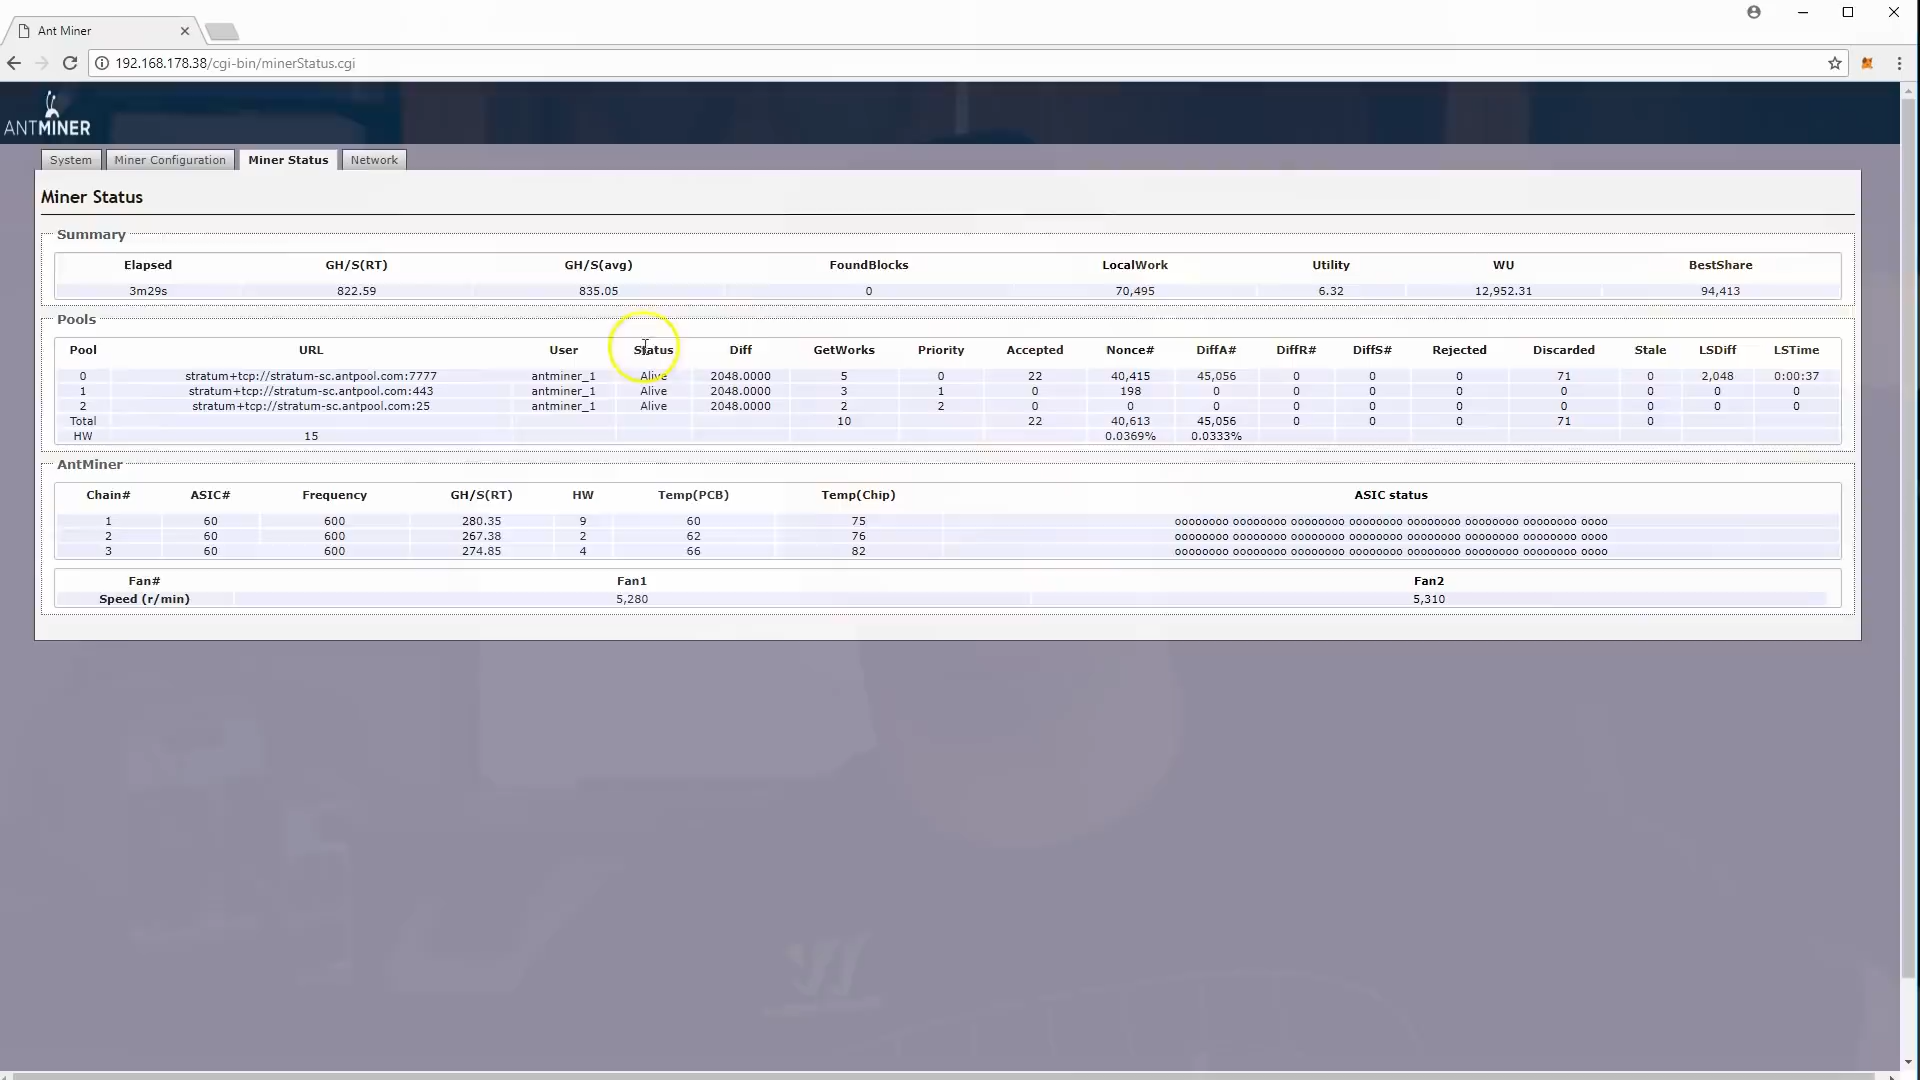 Ant Miner
192.168.178.38/cgi-bin/minerStatus.cgi
ANTMINER
System Miner Configuration Miner Status Network
Miner Status
Summary
Elapsed GH/S(RT) GH/S(avg) FoundBlocks LocalWork Utility WU BestShare
3m29s 822.59 835.05 0 70,495 6.32 12,952.31 94,413
Pools
Pool URL User Status Diff GetWorks Priority Accepted Nonce# DiffA# DiffR# DiffS# Rejected Discarded Stale LSDiff LSTime
0 stratum+tcp://stratum-sc.antpool.com:7777 antminer_1 Alive 2048.0000 5 0 22 40,415 45,056 0 0 0 71 0 2,048 0:00:37
1 stratum+tcp://stratum-sc.antpool.com:443 antminer_1 Alive 2048.0000 3 1 0 198 0 0 0 0 0 0 0 0
2 stratum+tcp://stratum-sc.antpool.com:25 antminer_1 Alive 2048.0000 2 2 0 0 0 0 0 0 0 0 0 0
Total 10 22 40,613 45,056 0 0 0 71 0
HW 15 0.0369% 0.0333%
AntMiner
Chain# ASIC# Frequency GH/S(RT) HW Temp(PCB) Temp(Chip) ASIC status
1 60 600 280.35 9 60 75 oooooooo oooooooo oooooooo oooooooo oooooooo oooooooo oooooooo oooo
2 60 600 267.38 2 62 76 oooooooo oooooooo oooooooo oooooooo oooooooo oooooooo oooooooo oooo
3 60 600 274.85 4 66 82 oooooooo oooooooo oooooooo oooooooo oooooooo oooooooo oooooooo oooo
Fan# Fan1 Fan2
Speed (r/min) 5,280 5,310